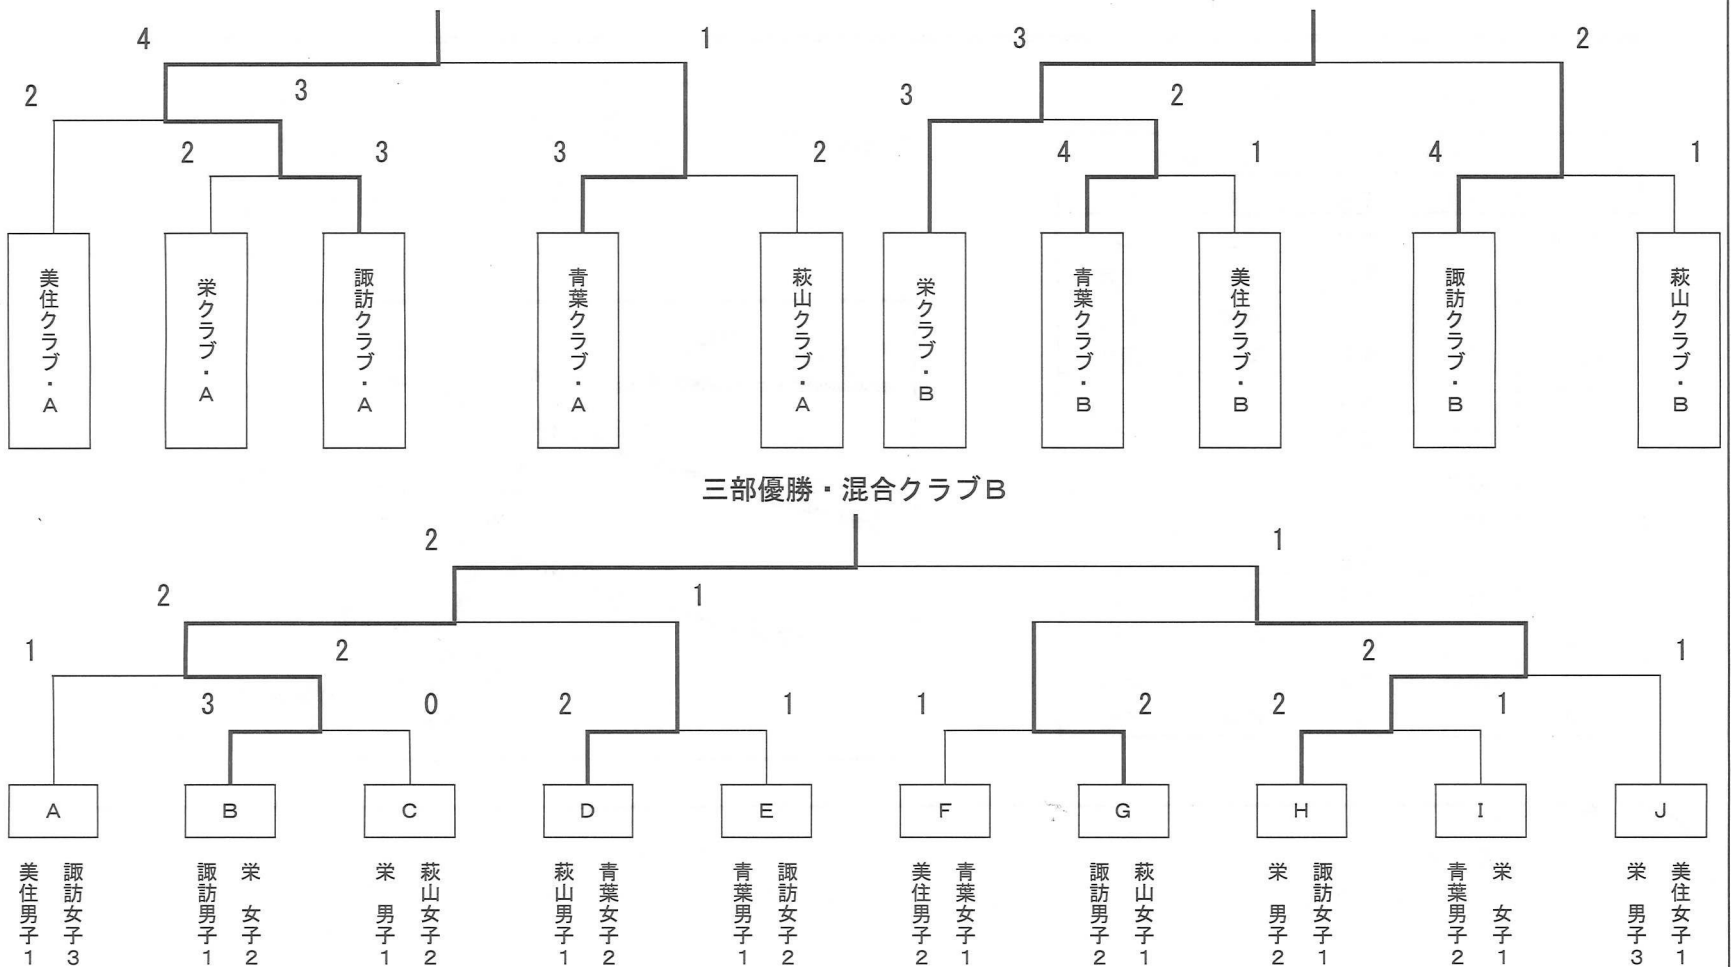 4 1 3 2
2 3 3 2
2 3 3 2 4 1 4 1
美住クラブ・A
栄クラブ・A
諏訪クラブ・A
青葉クラブ・A
萩山クラブ・A
栄クラブ・B
青葉クラブ・B
美住クラブ・B
諏訪クラブ・B
萩山クラブ・B
三部優勝・混合クラブB
2 1
2 1
1 2 2 1
3 0 2 1 1 2 2 1
A B C D E F G H I J
諏訪女子3
美住男子1
栄 女子2
諏訪男子1
萩山女子2
栄 男子1
青葉女子2
萩山男子1
諏訪女子2
青葉男子1
青葉女子1
美住男子2
萩山女子1
諏訪男子2
諏訪女子1
栄 男子2
栄 女子1
青葉男子2
美住女子1
栄 男子3